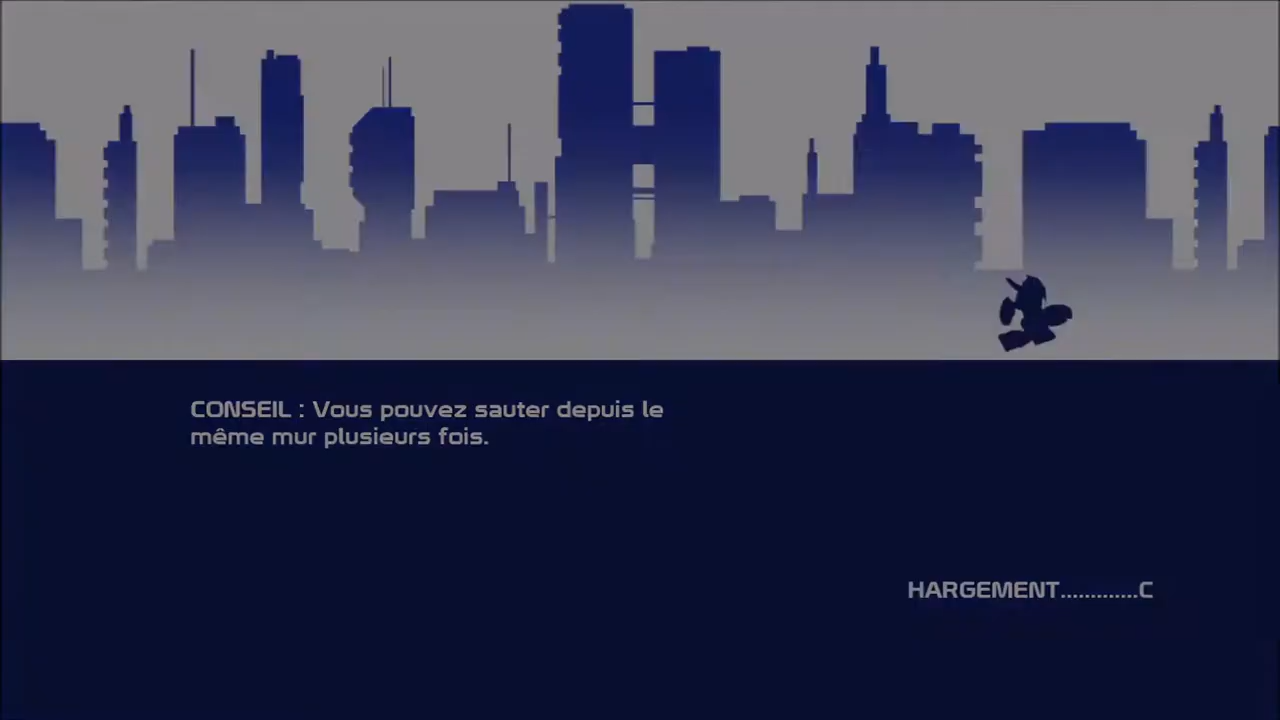 CONSEIL : Vous pouvez sauter depuis le
même mur plusieurs fois.
HARGEMENT.............C